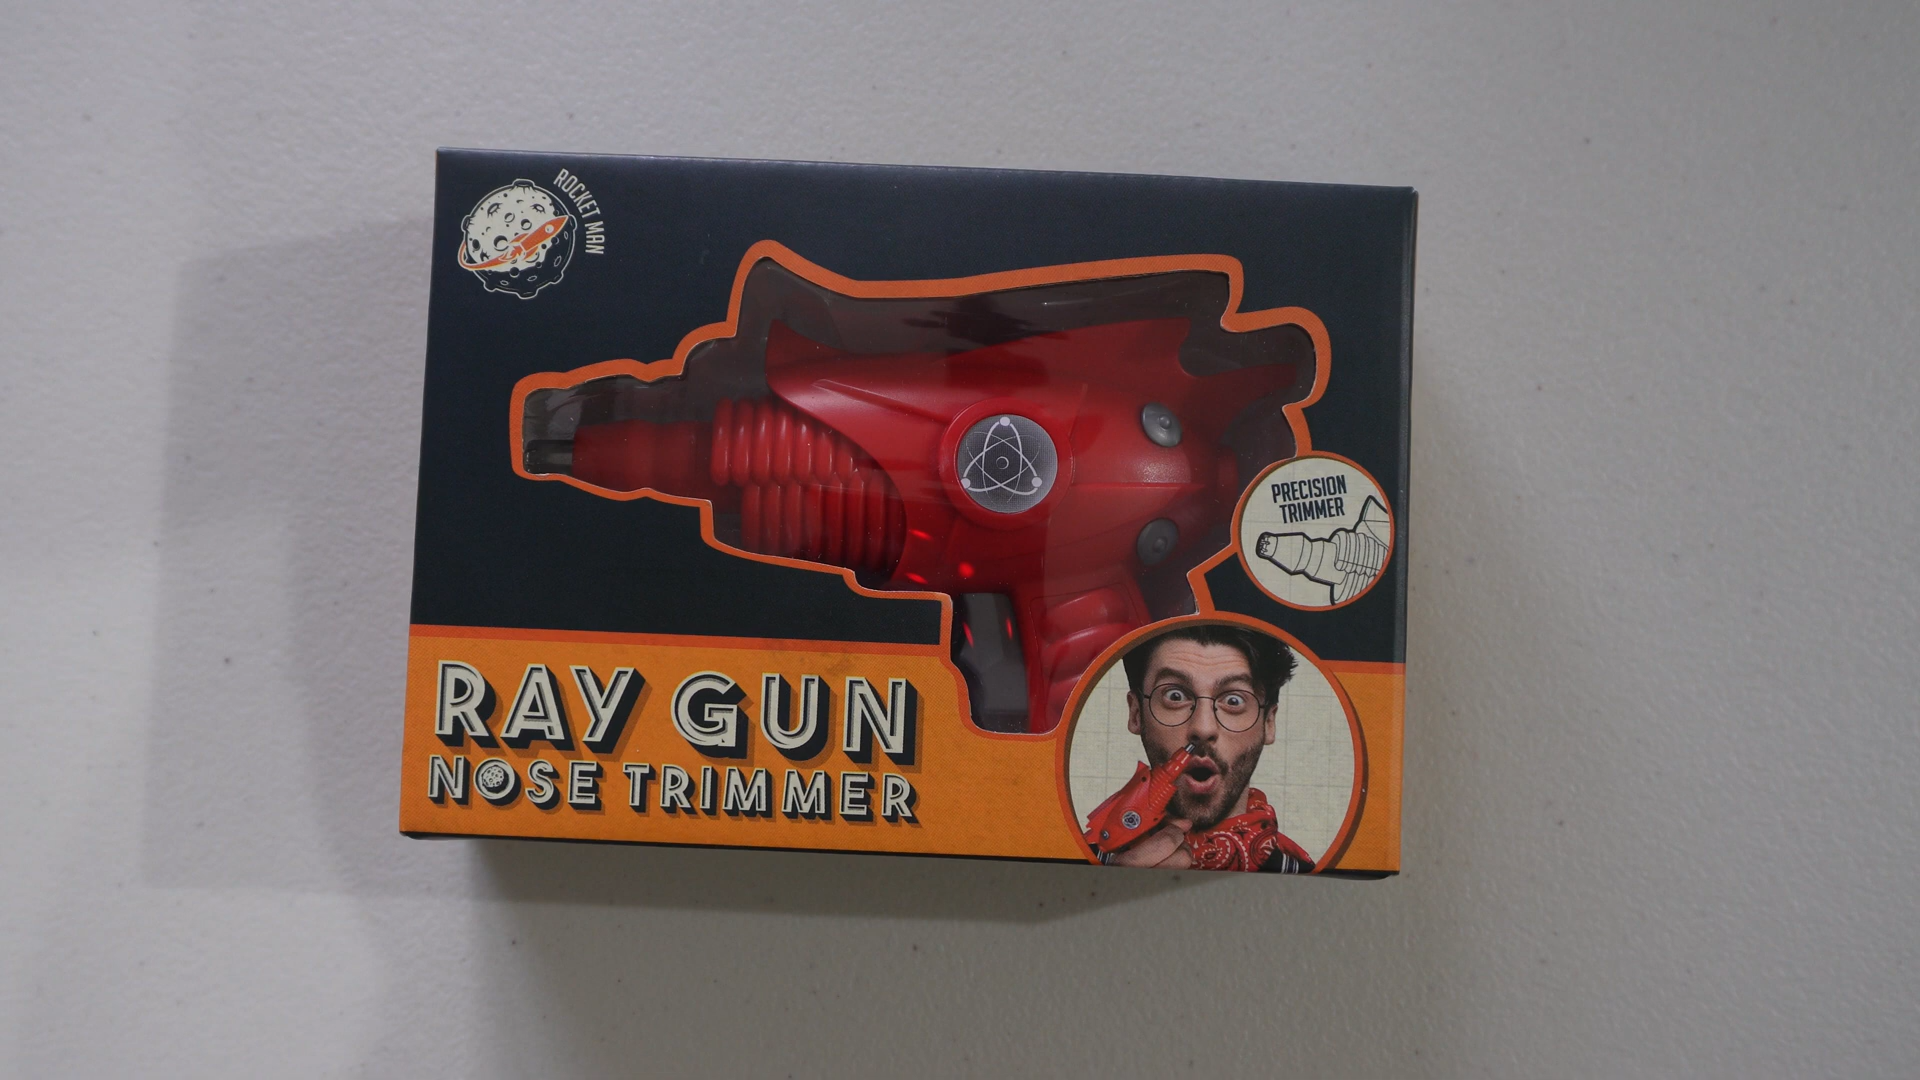 ROCKET MAN
PRECISION
TRIMMER
RAY GUN
NOSE TRIMMER